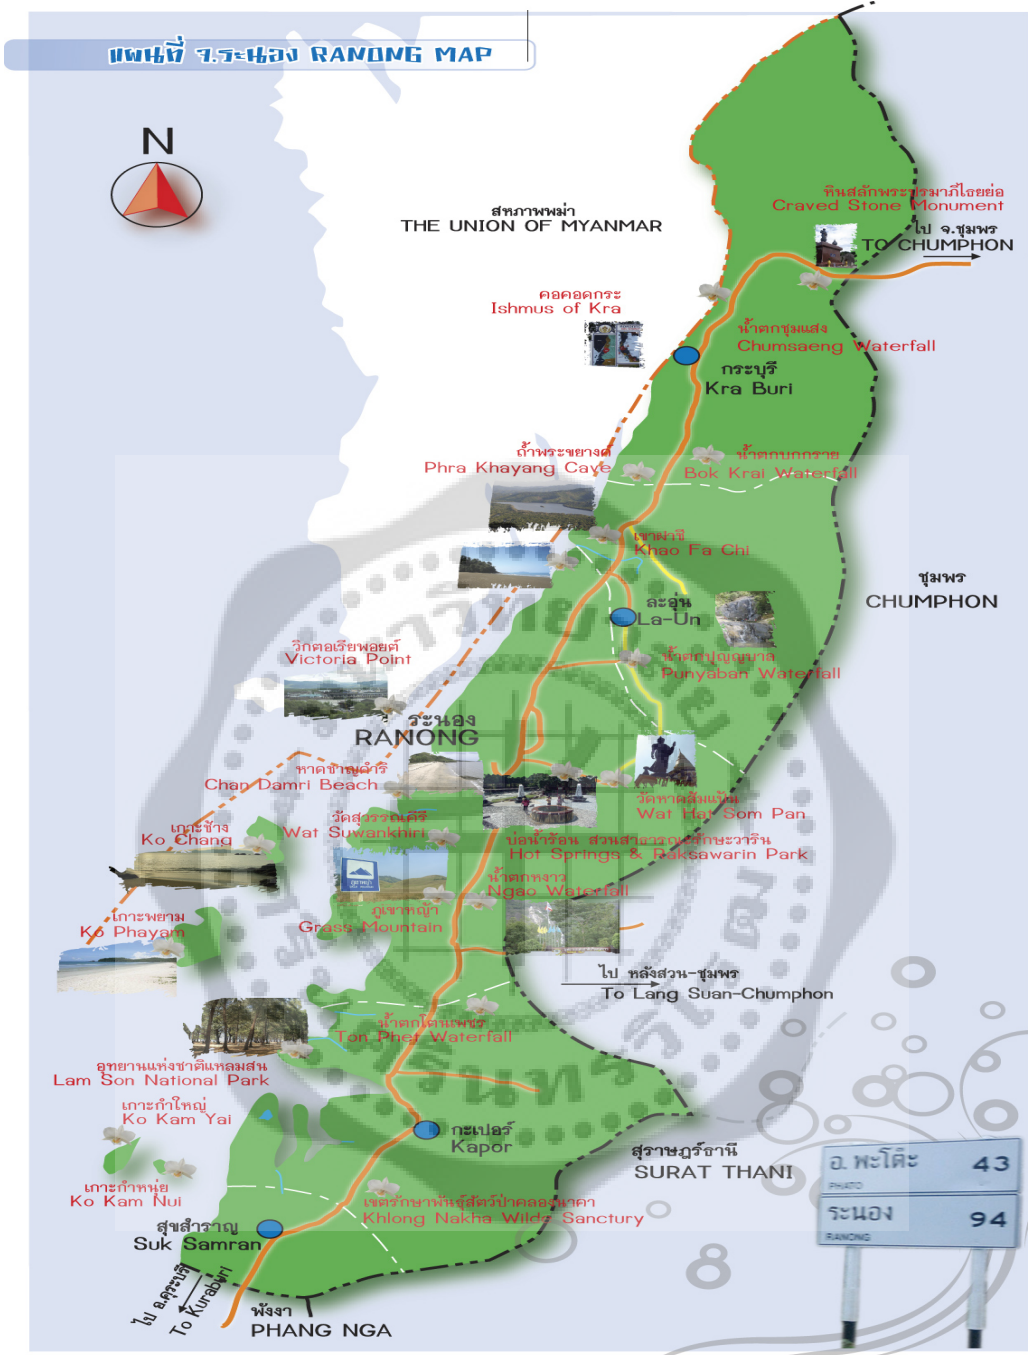 แผนที่ จ.ระนอง RANONG MAP
N
หินสลักพระปรมาภิไธยย่อ
Craved Stone Monument
ไป จ.ชุมพร
TO CHUMPHON
สหภาพพม่า
THE UNION OF MYANMAR
คอคอดกระ
Ishmus of Kra
น้ำตกชุมแสง
Chumsaeng Waterfall
กระบุรี
Kra Buri
ถ้ำพระขยางค์
Phra Khayang Cave
น้ำตกบกกราย
Bok Krai Waterfall
เขาฝาชี
Khao Fa Chi
ชุมพร
CHUMPHON
ละอุ่น
La-Un
วิกตอเรียพอยต์
Victoria Point
น้ำตกปุญญบาล
Punyaban Waterfall
ระนอง
RANONG
หาดชาญดำริ
Chan Damri Beach
วัดหาดส้มแป้น
Wat Hat Som Pan
เกาะช้าง
Ko Chang
วัดสุวรรณคีรี
Wat Suwankhiri
บ่อน้ำร้อน สวนสาธารณะรักษะวาริน
Hot Springs & Raksawarin Park
น้ำตกหงาว
Ngao Waterfall
ภูเขาหญ้า
Grass Mountain
เกาะพยาม
Ko Phayam
ไป หลังสวน-ชุมพร
To Lang Suan-Chumphon
น้ำตกโตนเพชร
Ton Phet Waterfall
อุทยานแห่งชาติแหลมสน
Lam Son National Park
เกาะกำใหญ่
Ko Kam Yai
กะเปอร์
Kapor
สุราษฎร์ธานี
SURAT THANI
อ. พะโต๊ะ 43
PHATO
ระนอง 94
RANONG
เกาะกำหนุ่ย
Ko Kam Nui
เขตรักษาพันธุ์สัตว์ป่าคลองนาคา
Khlong Nakha Wilds Sanctury
สุขสำราญ
Suk Samran
ไป อ.คุระบุรี
To Kuraburi
พังงา
PHANG NGA